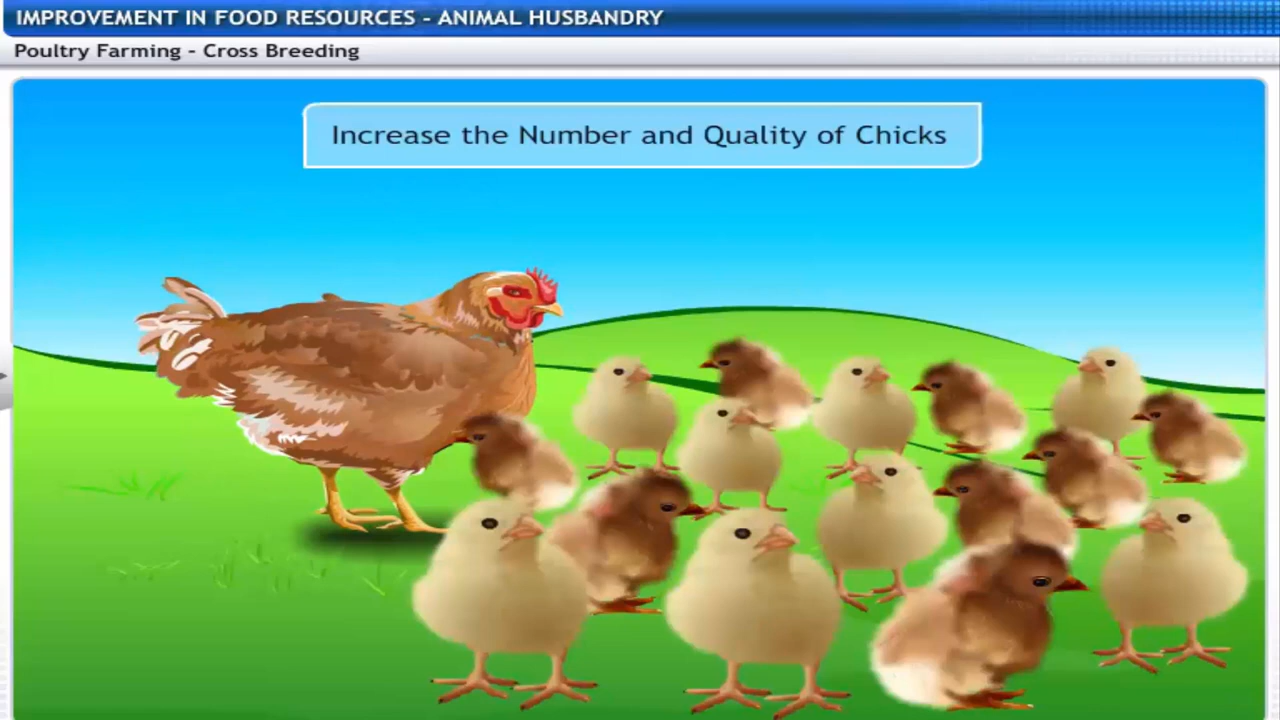 IMPROVEMENT IN FOOD RESOURCES - ANIMAL HUSBANDRY
Poultry Farming - Cross Breeding
Increase the Number and Quality of Chicks